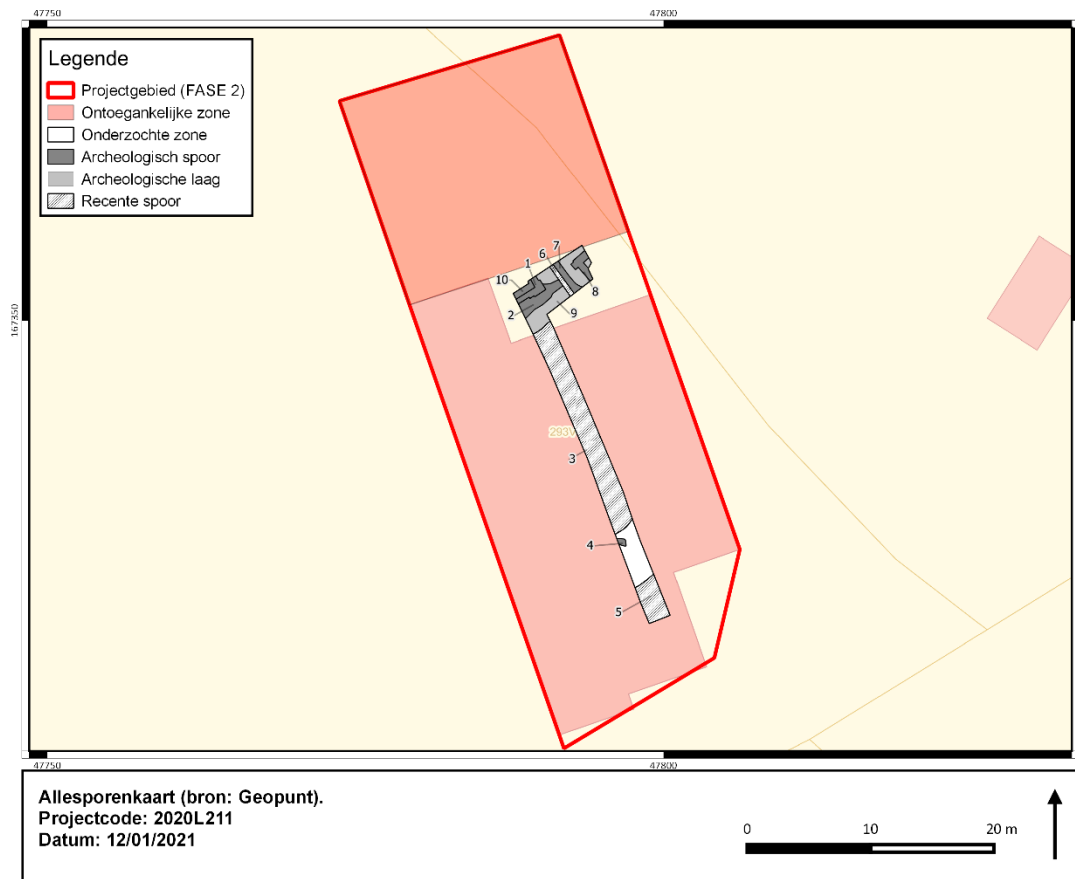 47750
47800
Legende
Projectgebied (FASE 2)
Ontoegankelijke zone
Onderzochte zone
Archeologisch spoor
Archeologische laag
Recente spoor
167350
7
6
1
10
8
2
9
293V
3
4
5
47750
47800
Allesporenkaart (bron: Geopunt).
Projectcode: 2020L211
Datum: 12/01/2021
0 10 20 m